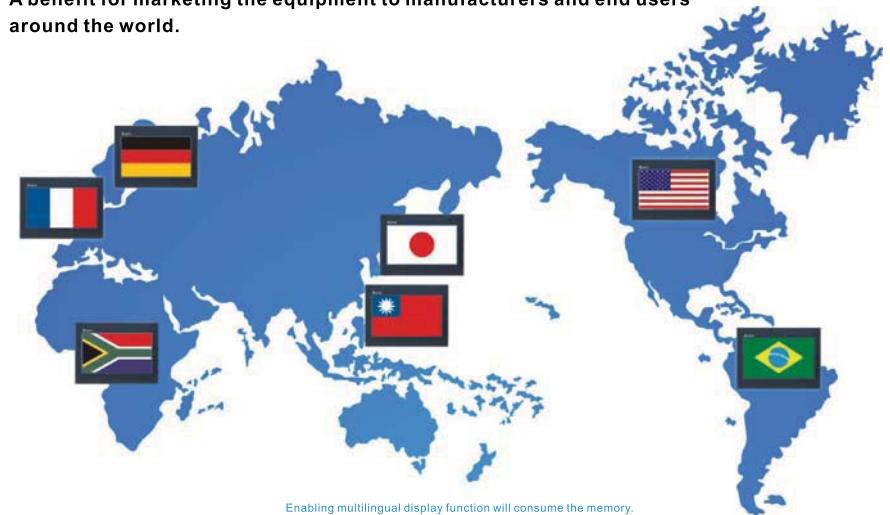 A benefit for marketing the equipment to manufacturers and end users
around the world.
Enabling multilingual display function will consume the memory.